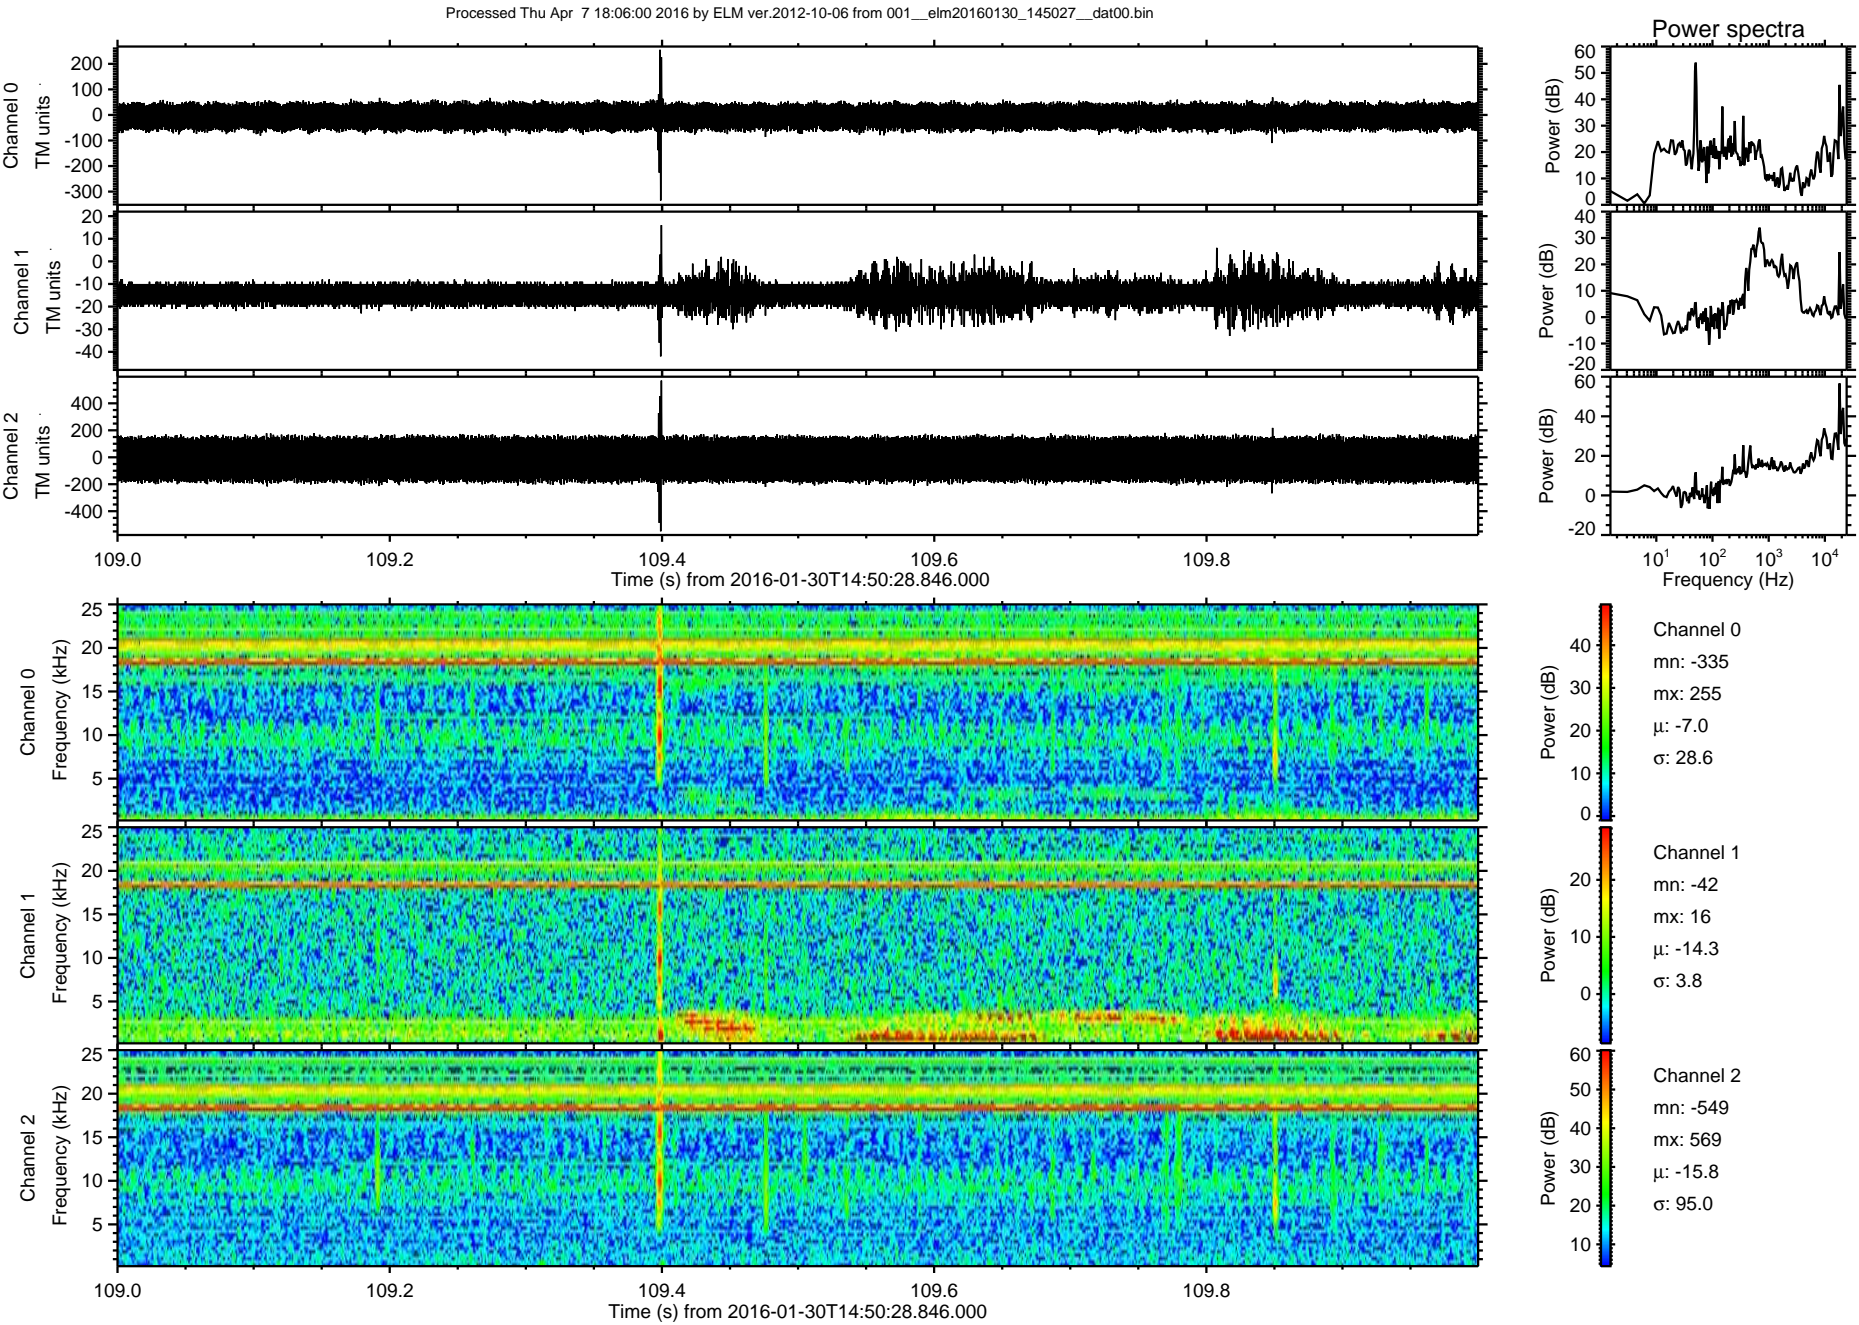 Processed Thu Apr 7 18:06:00 2016 by ELM ver.2012-10-06 from 001__elm20160130_145027__dat00.bin
Power spectra
Channel 0
TM units
200
100
0
-100
-200
-300
Power (dB)
60
50
40
30
20
10
0
Channel 1
TM units
20
10
0
-10
-20
-30
-40
Power (dB)
40
30
20
10
0
-10
-20
Channel 2
TM units
400
200
0
-200
-400
Power (dB)
60
40
20
0
-20
109.0 109.2 109.4 109.6 109.8
Time (s) from 2016-01-30T14:50:28.846.000
10^1 10^2 10^3 10^4
Frequency (Hz)
Channel 0
Frequency (kHz)
25
20
15
10
5
Power (dB)
40
30
20
10
0
Channel 0
mn: -335
mx: 255
μ: -7.0
σ: 28.6
Channel 1
Frequency (kHz)
25
20
15
10
5
Power (dB)
20
10
0
Channel 1
mn: -42
mx: 16
μ: -14.3
σ: 3.8
Channel 2
Frequency (kHz)
25
20
15
10
5
Power (dB)
60
50
40
30
20
10
Channel 2
mn: -549
mx: 569
μ: -15.8
σ: 95.0
109.0 109.2 109.4 109.6 109.8
Time (s) from 2016-01-30T14:50:28.846.000